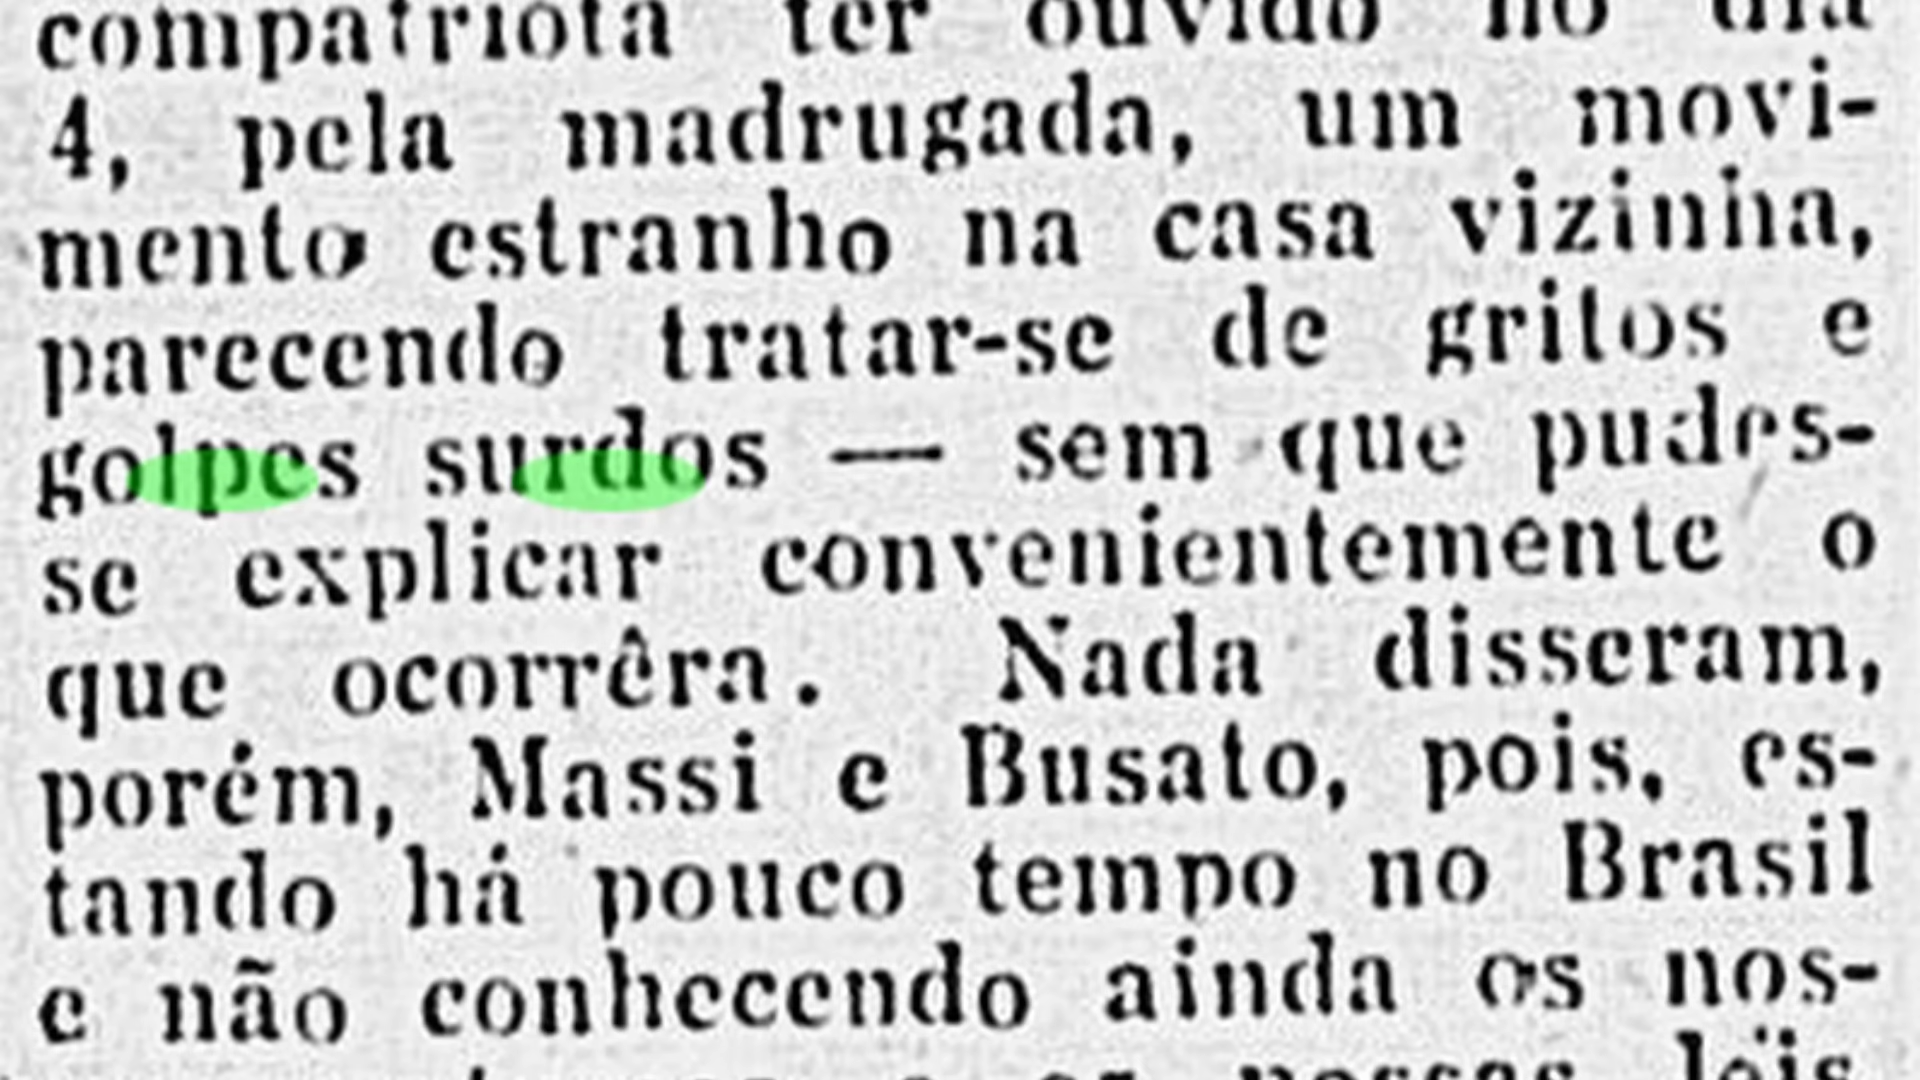 compatriota ter ouvido no dia
4, pela madrugada, um movi-
mento estranho na casa vizinha,
parecendo tratar-se de gritos e
golpes surdos — sem que pudes-
se explicar convenientemente o
que ocorrêra. Nada disseram,
porém, Massi e Busato, pois, es-
tando há pouco tempo no Brasil
e não conhecendo ainda os nos-
nossas leis